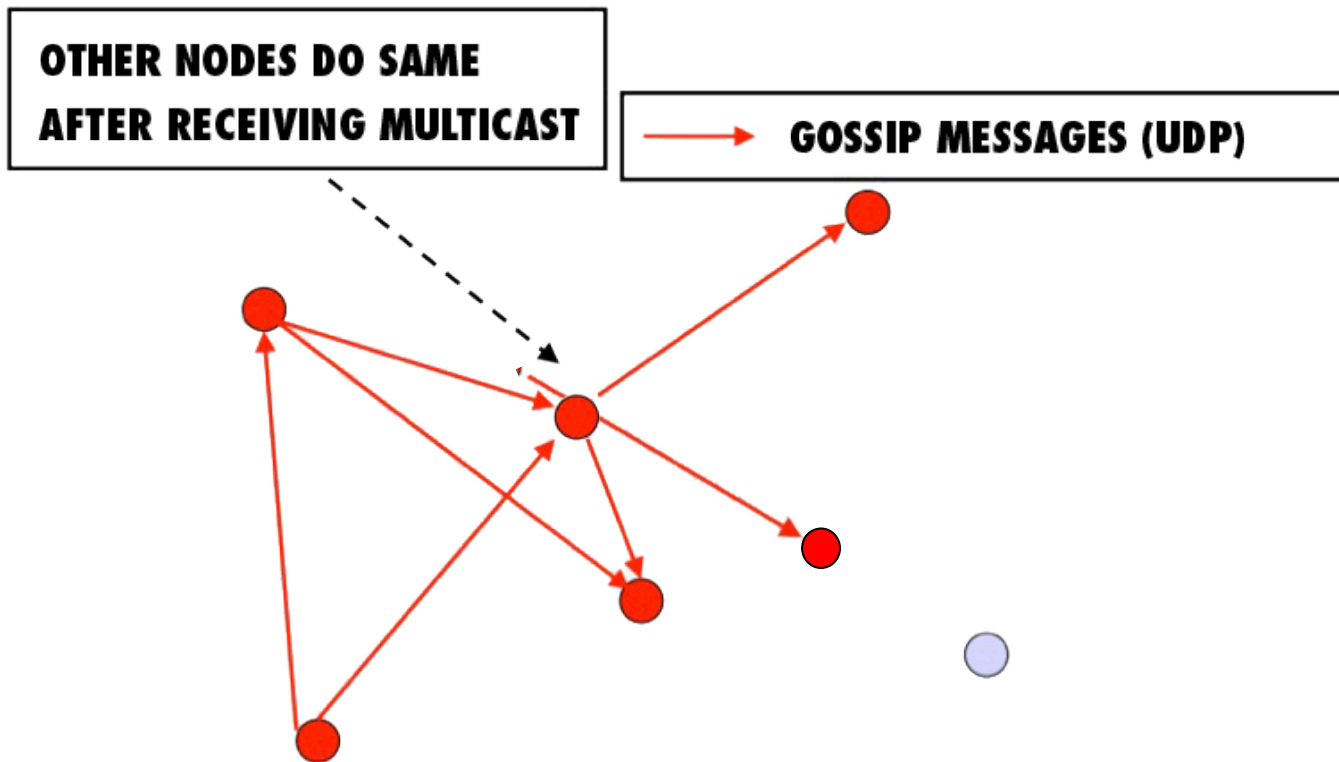 OTHER NODES DO SAME
AFTER RECEIVING MULTICAST
GOSSIP MESSAGES (UDP)